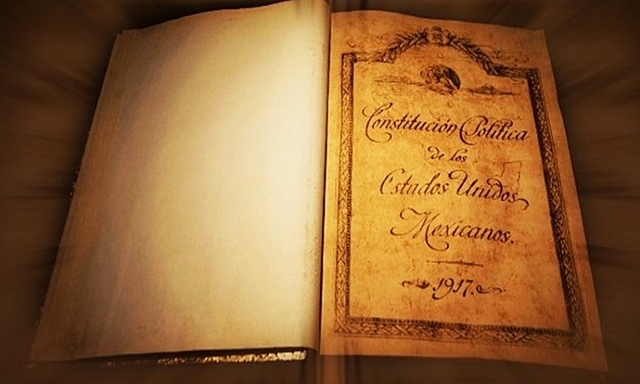 Constitución Política
de los
Estados Unidos
Mexicanos.
1917.